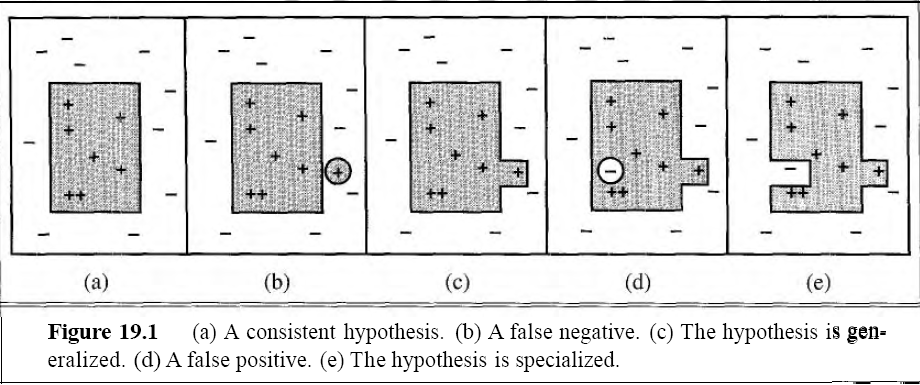 (a) (b) (c) (d) (e)
Figure 19.1 (a) A consistent hypothesis. (b) A false negative. (c) The hypothesis is gen-
eralized. (d) A false positive. (e) The hypothesis is specialized.